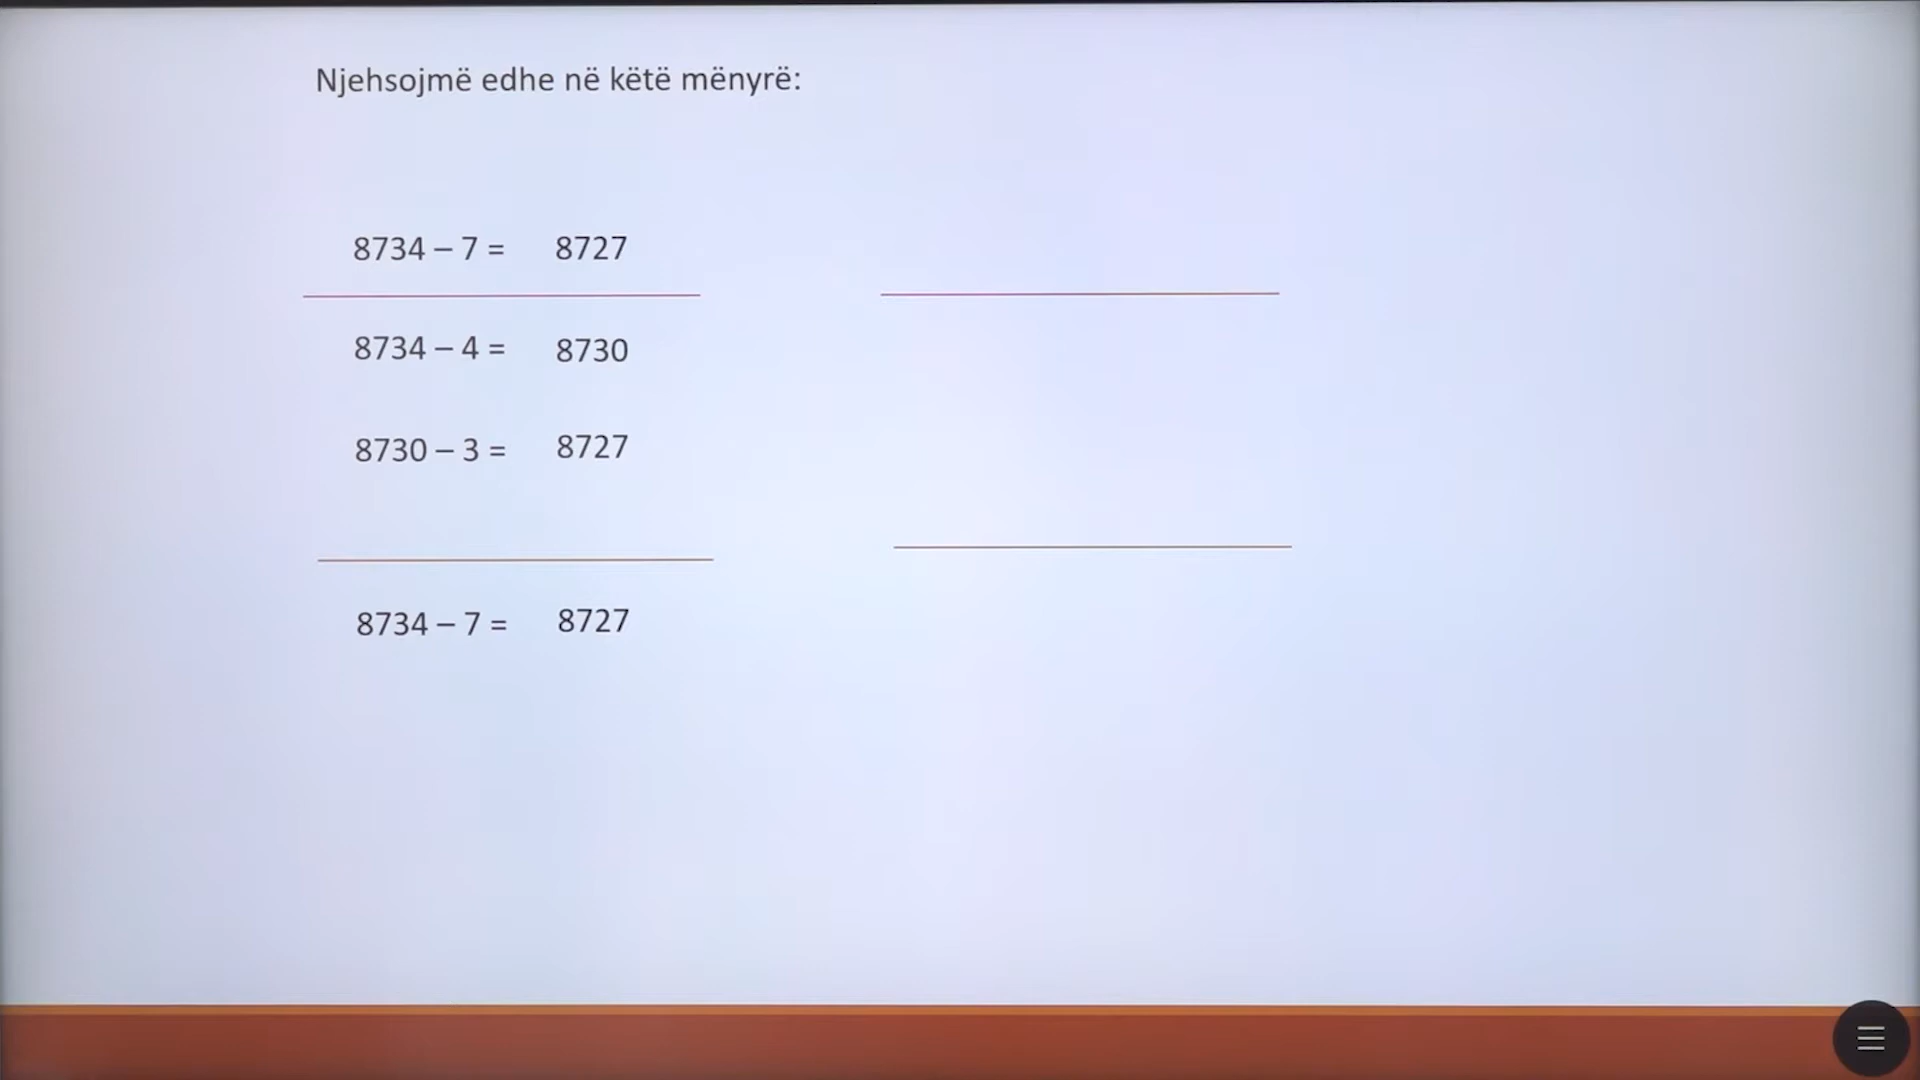 Njehsojmë edhe në këtë mënyrë:
8734 – 7 = 8727
8734 – 4 = 8730
8730 – 3 = 8727
8734 – 7 = 8727